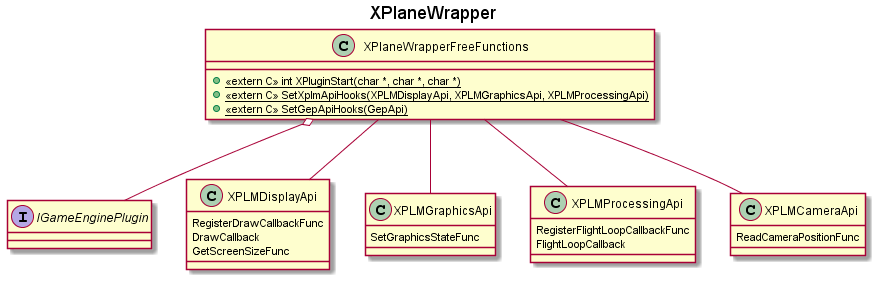 XPlaneWrapper
C XPlaneWrapperFreeFunctions
«extern C» int XPluginStart(char *, char *, char *)
«extern C» SetXplmApiHooks(XPLMDisplayApi, XPLMGraphicsApi, XPLMProcessingApi)
«extern C» SetGepApiHooks(GepApi)
I IGameEnginePlugin
C XPLMDisplayApi
RegisterDrawCallbackFunc
DrawCallback
GetScreenSizeFunc
C XPLMGraphicsApi
SetGraphicsStateFunc
C XPLMProcessingApi
RegisterFlightLoopCallbackFunc
FlightLoopCallback
C XPLMCameraApi
ReadCameraPositionFunc